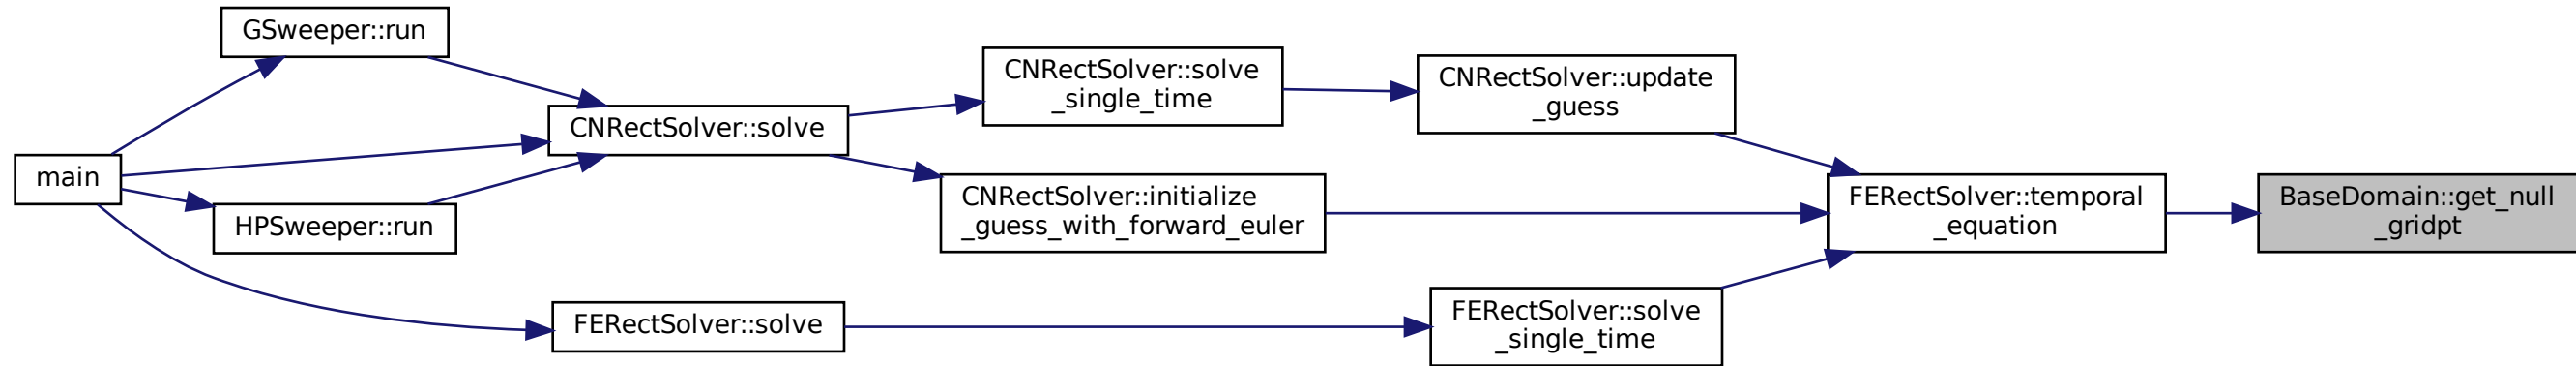 main
GSweeper::run
HPSweeper::run
CNRectSolver::solve
FERectSolver::solve
CNRectSolver::solve
_single_time
CNRectSolver::initialize
_guess_with_forward_euler
CNRectSolver::update
_guess
FERectSolver::solve
_single_time
FERectSolver::temporal
_equation
BaseDomain::get_null
_gridpt